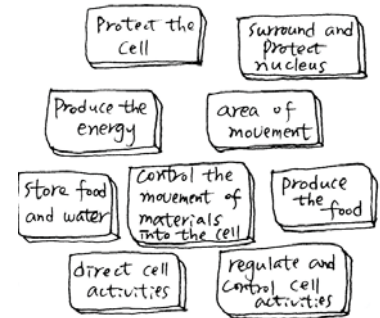 Protect the
Cell
Surround and
Protect
nucleus
Produce the
energy
area of
movement
Store food
and water
Control the
movement of
materials
into the cell
produce
the
food
direct cell
activities
regulate and
Control cell
activities